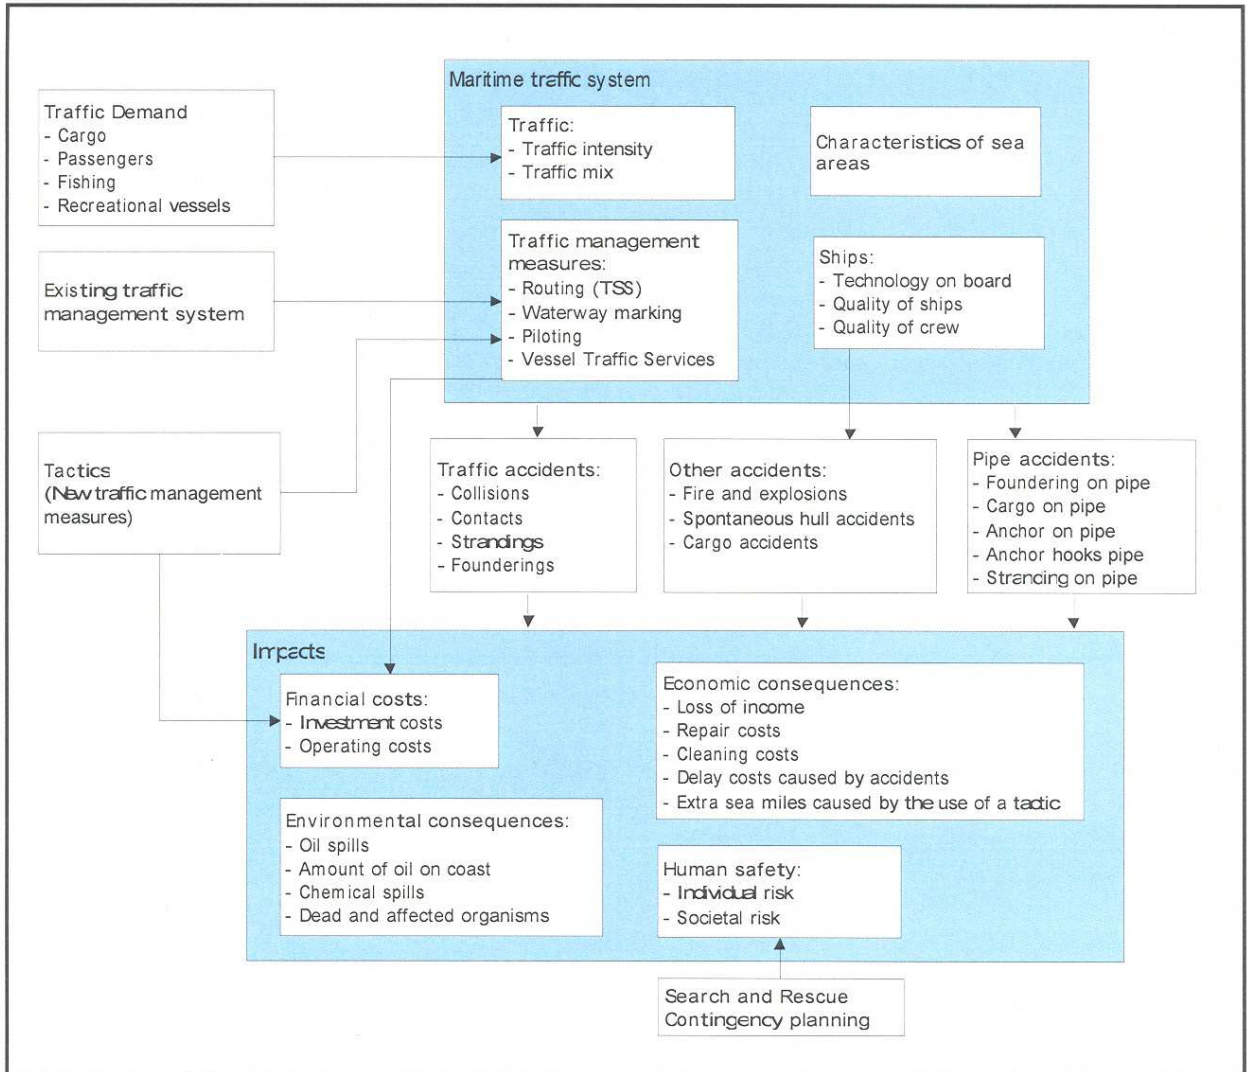 Maritime traffic system
Traffic Demand
- Cargo
- Passengers
- Fishing
- Recreational vessels
Traffic:
- Traffic intensity
- Traffic mix
Characteristics of sea
areas
Existing traffic
management system
Traffic management
measures:
- Routing (TSS)
- Waterway marking
- Piloting
- Vessel Traffic Services
Ships:
- Technology on board
- Quality of ships
- Quality of crew
Tactics
(New traffic management
measures)
Traffic accidents:
- Collisions
- Contacts
- Strandings
- Founderings
Other accidents:
- Fire and explosions
- Spontaneous hull accidents
- Cargo accidents
Pipe accidents:
- Foundering on pipe
- Cargo on pipe
- Anchor on pipe
- Anchor hooks pipe
- Strancing on pipe
Impacts
Financial costs:
- Investment costs
- Operating costs
Economic consequences:
- Loss of income
- Repair costs
- Cleaning costs
- Delay costs caused by accidents
- Extra sea miles caused by the use of a tactic
Environmental consequences:
- Oil spills
- Amount of oil on coast
- Chemical spills
- Dead and affected organisms
Human safety:
- Individual risk
- Societal risk
Search and Rescue
Contingency planning